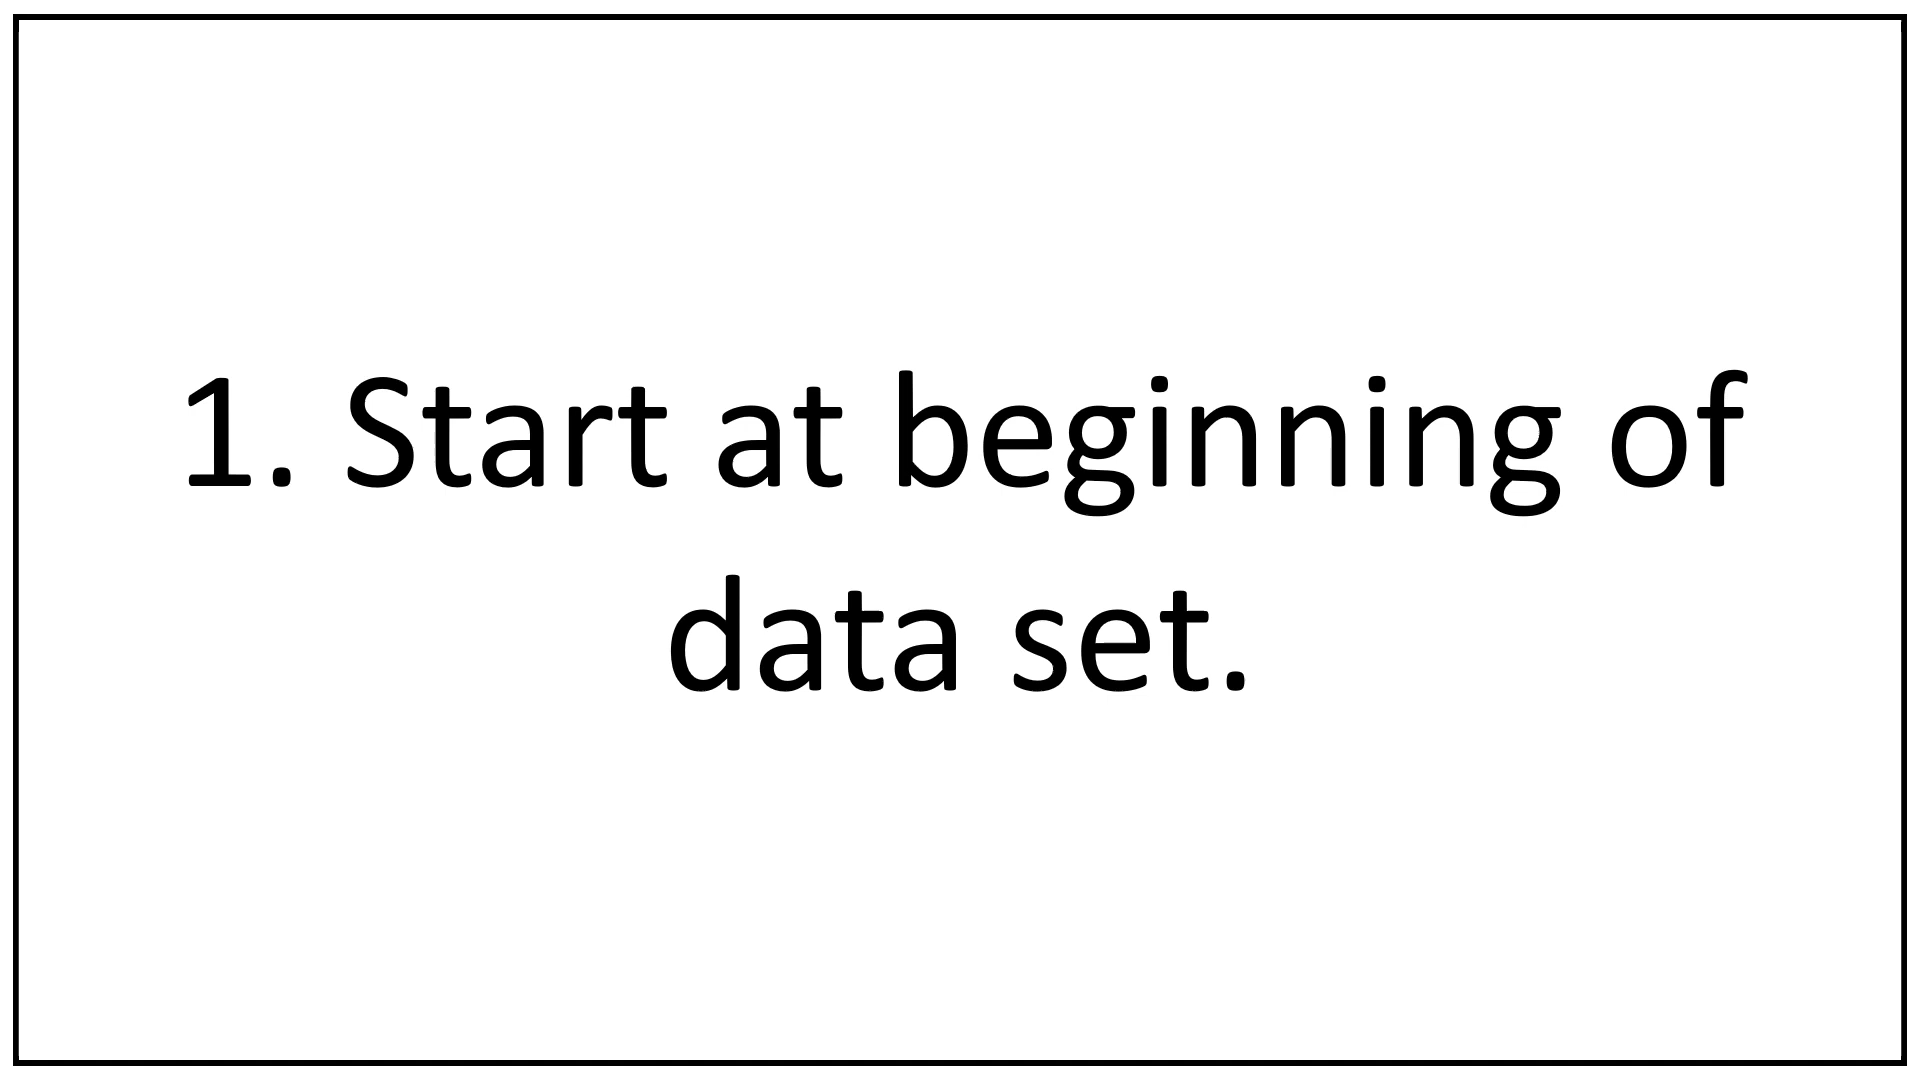 1. Start at beginning of
data set.